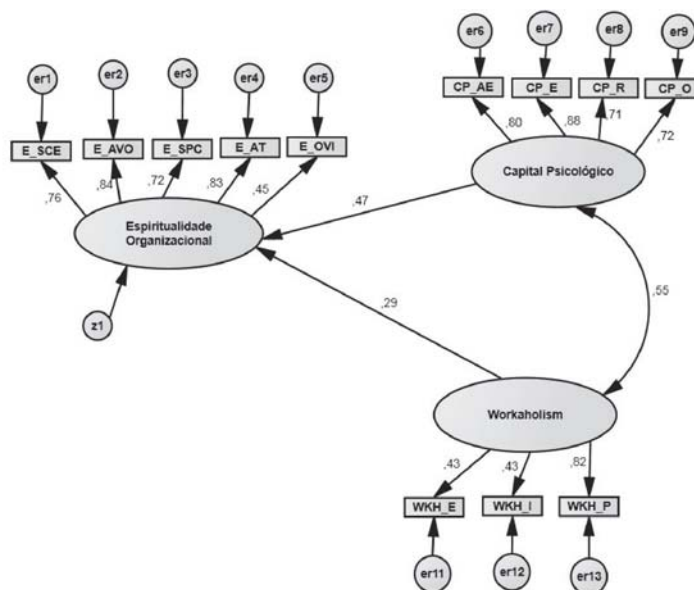 er6
er7
er8
er9
er1
er2
er3
er4
er5
CP_AE
CP_E
CP_R
CP_O
E_SCE
E_AVO
E_SPC
E_AT
E_OVI
,80
,88
,71
,72
,76
,84
,72
,83
,45
Capital Psicológico
Espiritualidade
Organizacional
,47
,55
,29
z1
Workaholism
,43
,43
,82
WKH_E
WKH_I
WKH_P
er11
er12
er13